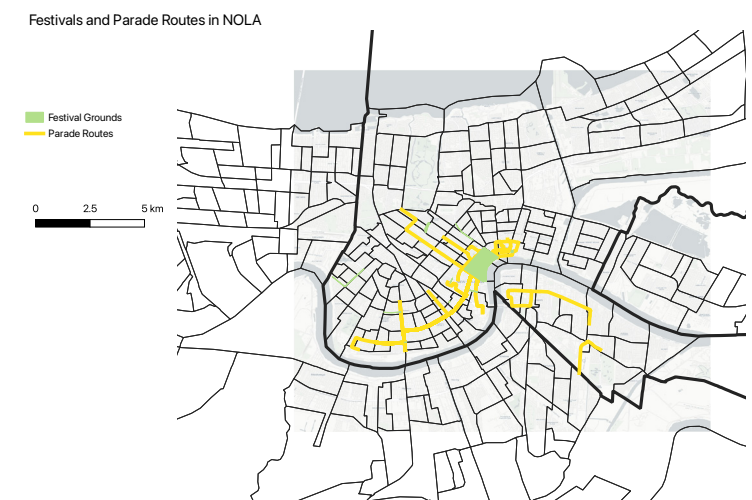 Festivals and Parade Routes in NOLA
Festival Grounds
Parade Routes
0 2.5 5 km